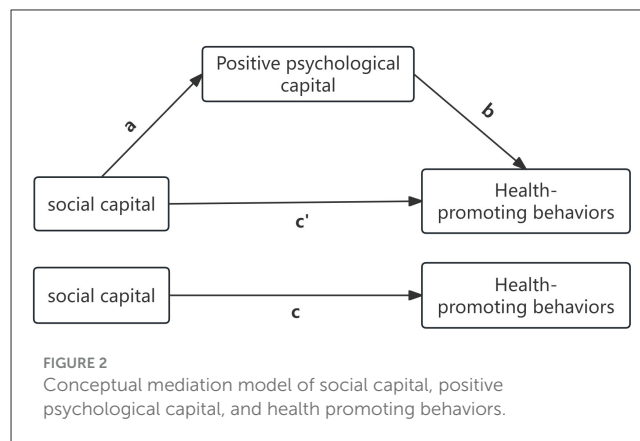 Positive psychological
capital
a
b
social capital
Health-
promoting behaviors
c'
social capital
Health-
promoting behaviors
c
FIGURE 2
Conceptual mediation model of social capital, positive
psychological capital, and health promoting behaviors.